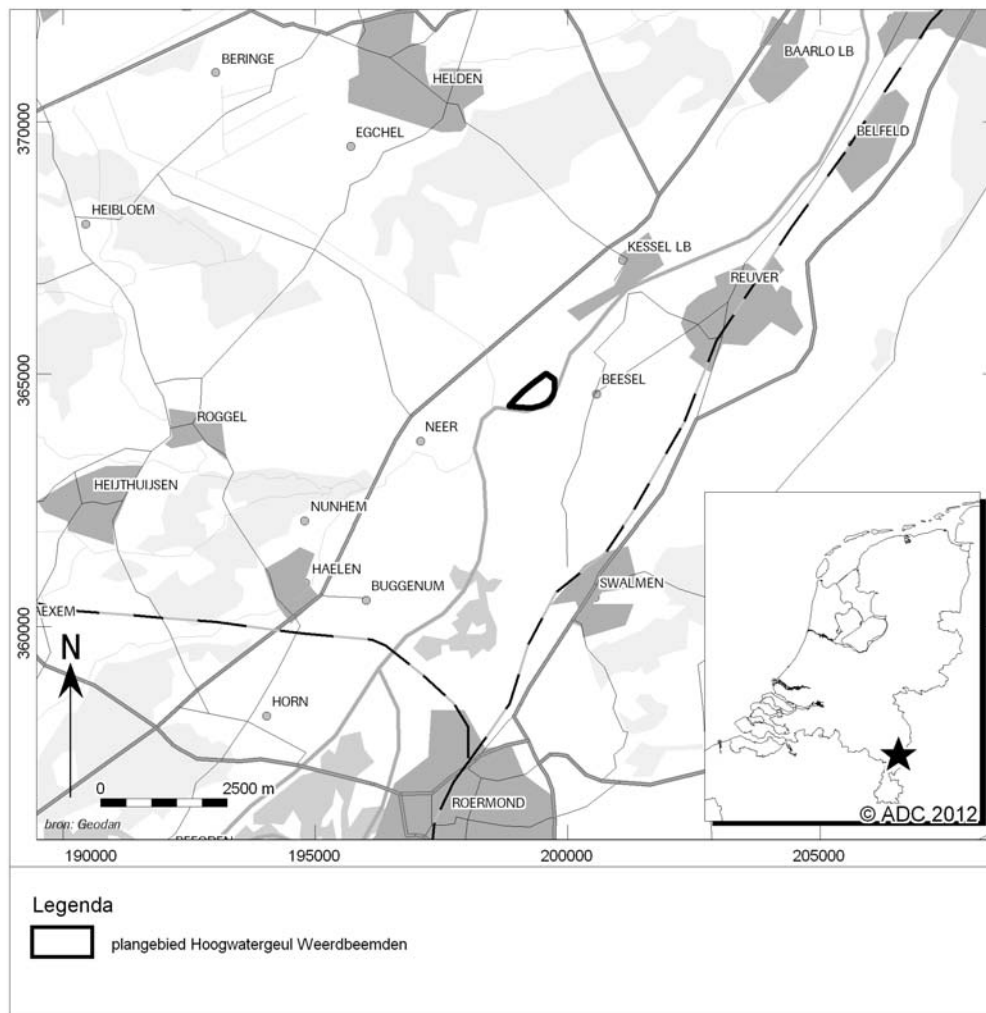 BAARLO LB
BERINGE
HELDEN
370000
EGCHEL
BELFELD
HEIBLOEM
KESSEL LB
REUVER
365000
BEESEL
ROGGEL
NEER
HEIJTHUIJSEN
NUNHEM
HAELEN
BUGGENUM
SWALMEN
AEXEM
360000
N
HORN
0 2500 m
ROERMOND
bron: Geodan
© ADC 2012
190000 195000 200000 205000
Legenda
plangebied Hoogwatergeul Weerdbeemden